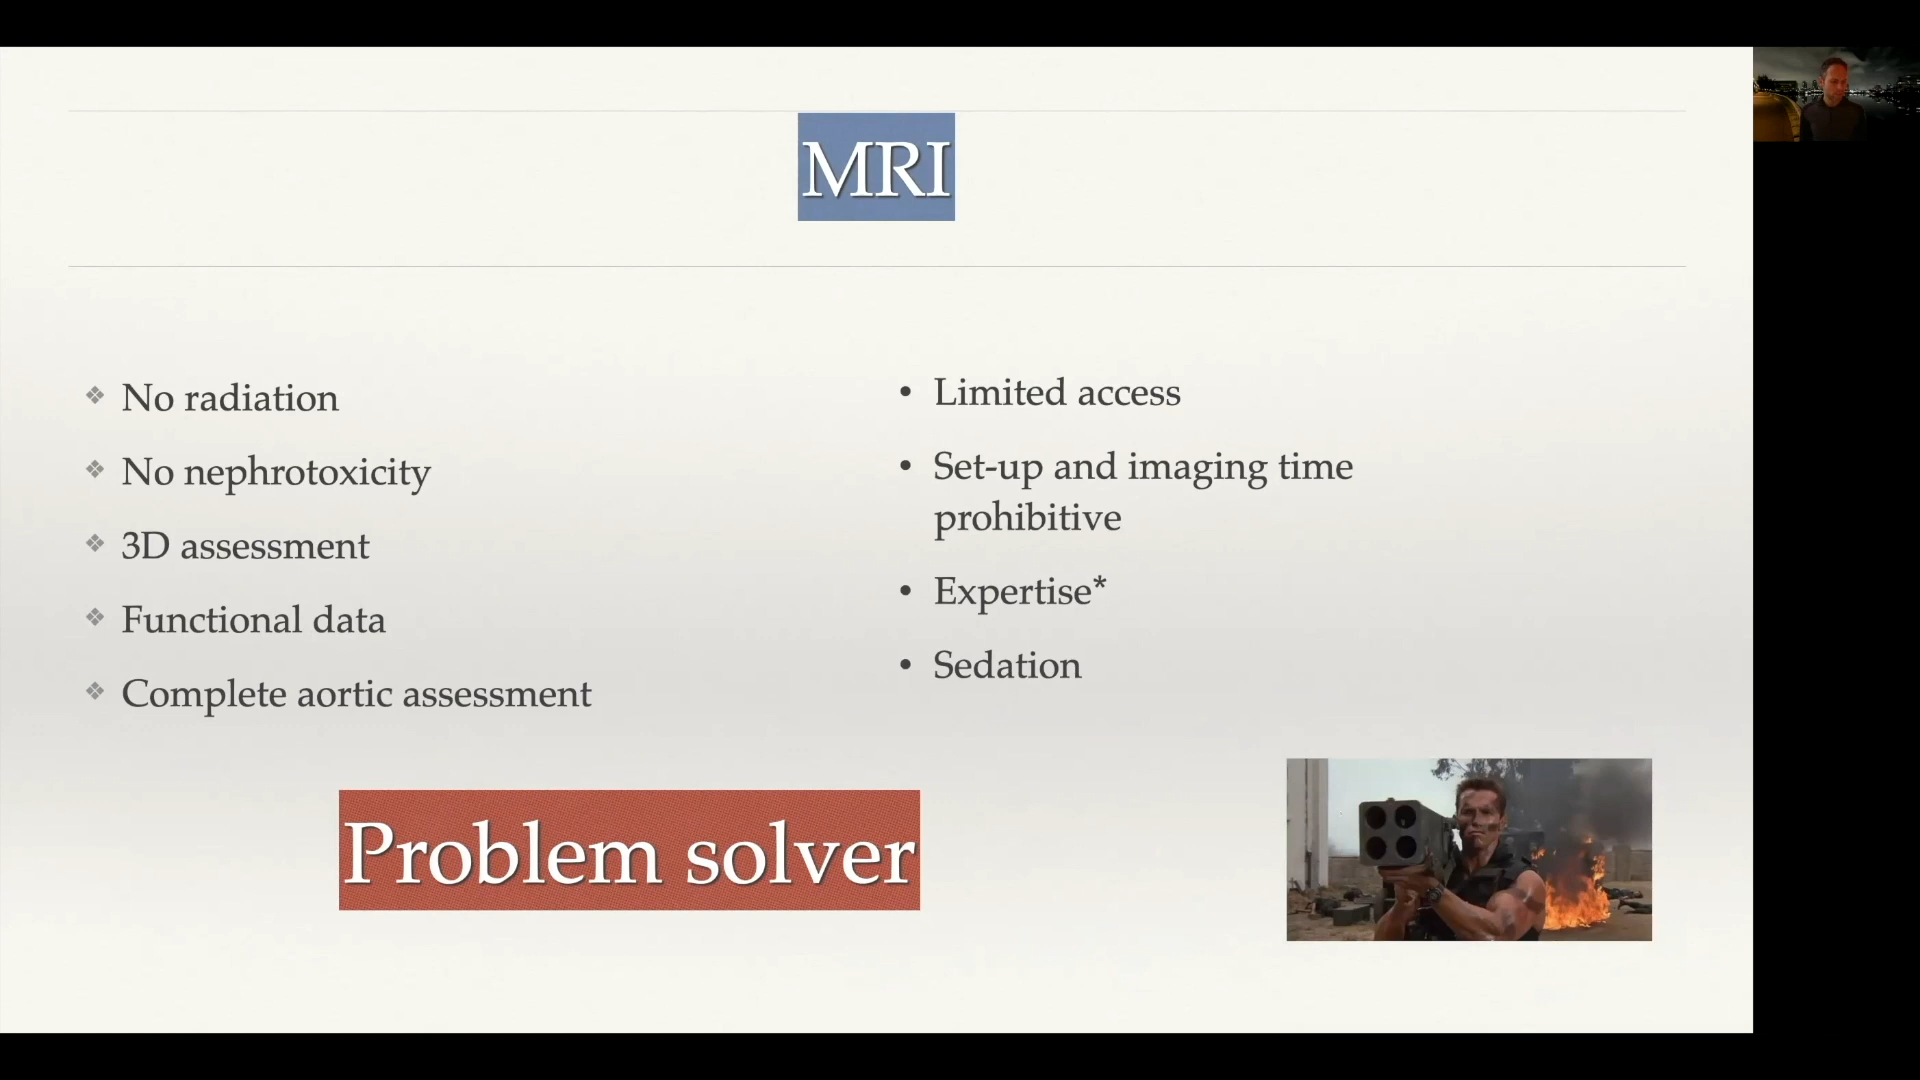 MRI
No radiation
No nephrotoxicity
3D assessment
Functional data
Complete aortic assessment
Limited access
Set-up and imaging time
prohibitive
Expertise*
Sedation
Problem solver